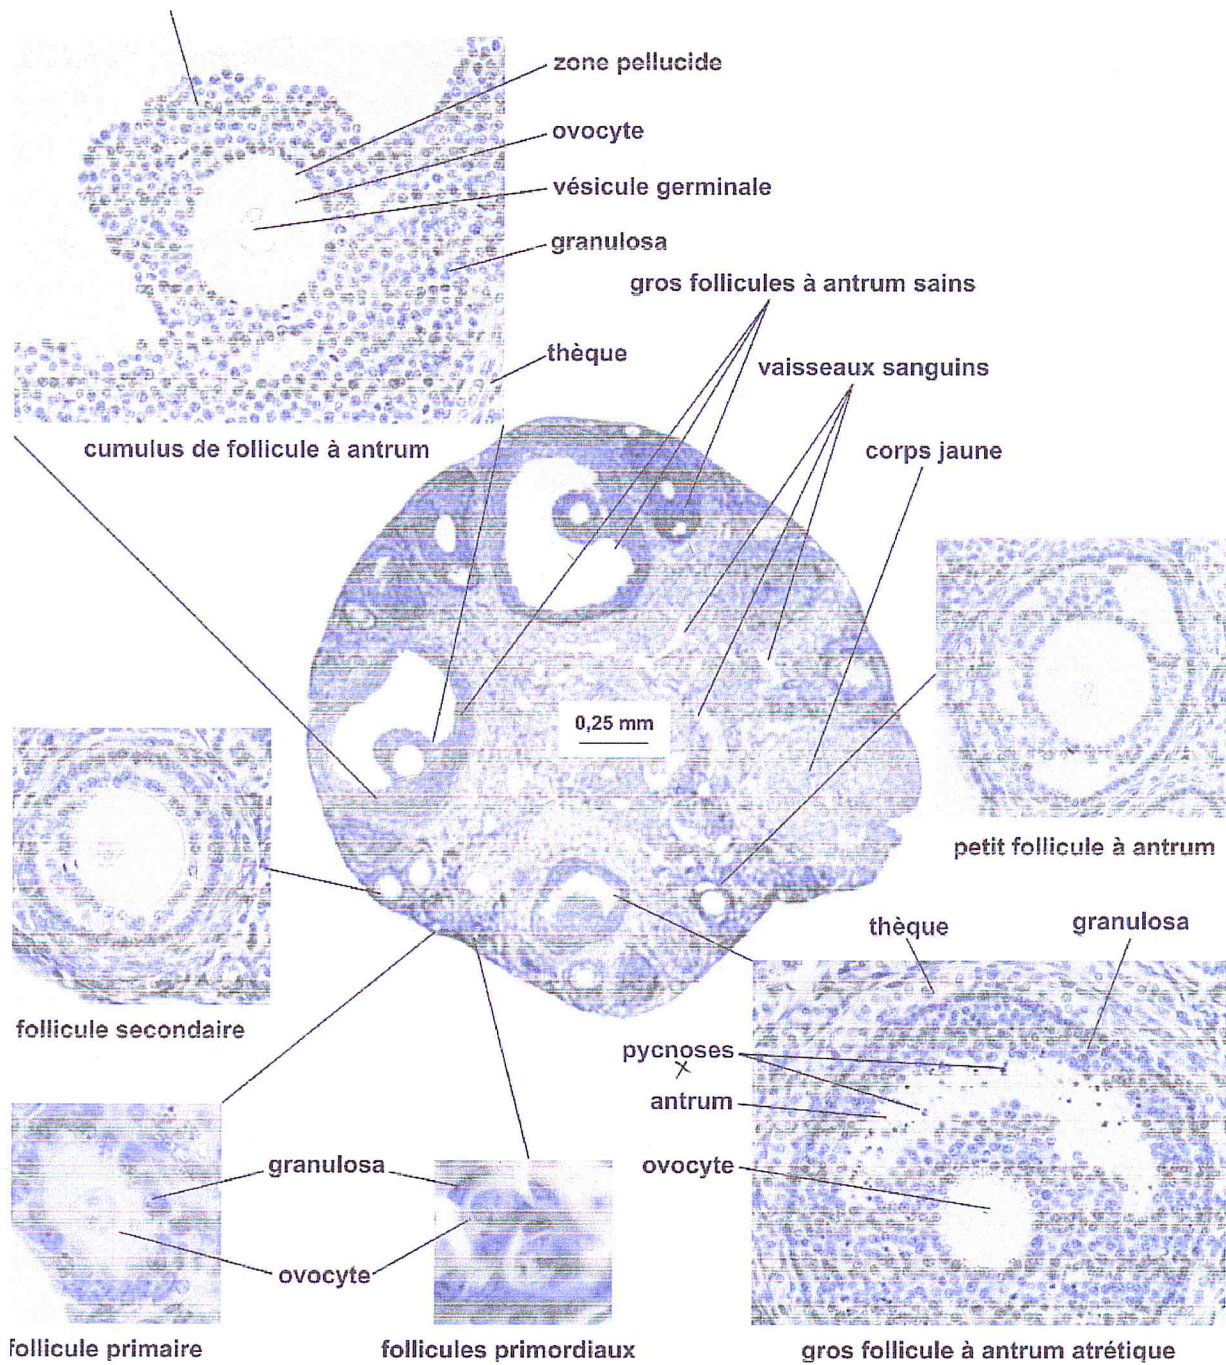 zone pellucide
ovocyte
vésicule germinale
granulosa
gros follicules à antrum sains
thèque
vaisseaux sanguins
cumulus de follicule à antrum
corps jaune
0,25 mm
petit follicule à antrum
follicule secondaire
thèque
granulosa
pycnoses
antrum
ovocyte
granulosa
ovocyte
follicule primaire
follicules primordiaux
gros follicule à antrum atrétique